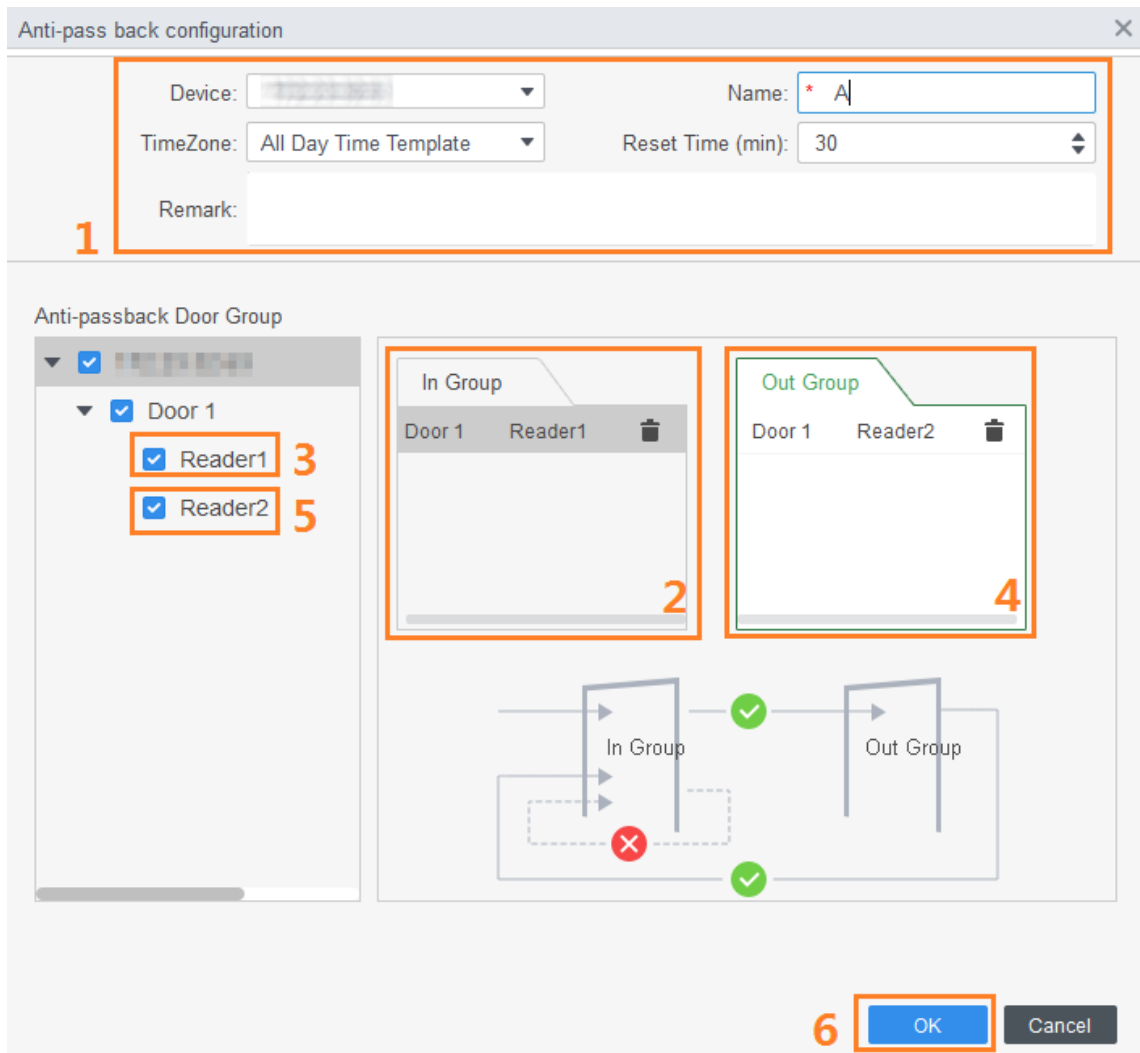 Anti-pass back configuration
Device: Name: * A
TimeZone: All Day Time Template Reset Time (min): 30
Remark:
1
Anti-passback Door Group
In Group Out Group
Door 1 Door 1 Reader1 Door 1 Reader2
Reader1 3
Reader2 5
2 4
In Group Out Group
6 OK Cancel